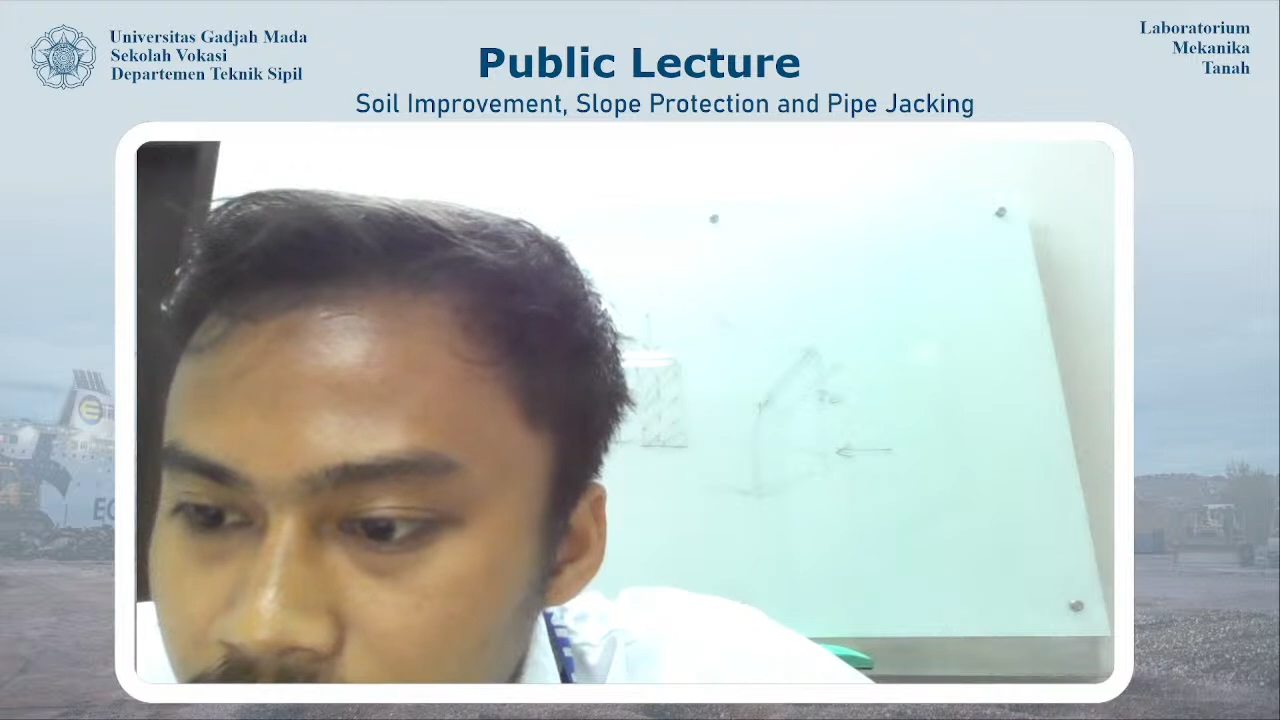 Universitas Gadjah Mada
Sekolah Vokasi
Departemen Teknik Sipil
Public Lecture
Soil Improvement, Slope Protection and Pipe Jacking
Laboratorium
Mekanika
Tanah